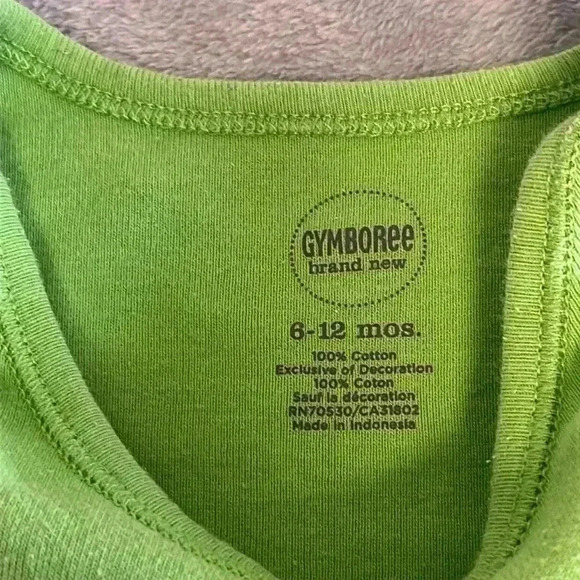 GYMBOREE
brand new
6-12 mos.
100% Cotton
Exclusive of Decoration
100% Coton
Sauf la décoration
RN70530/CA31802
Made in Indonesia